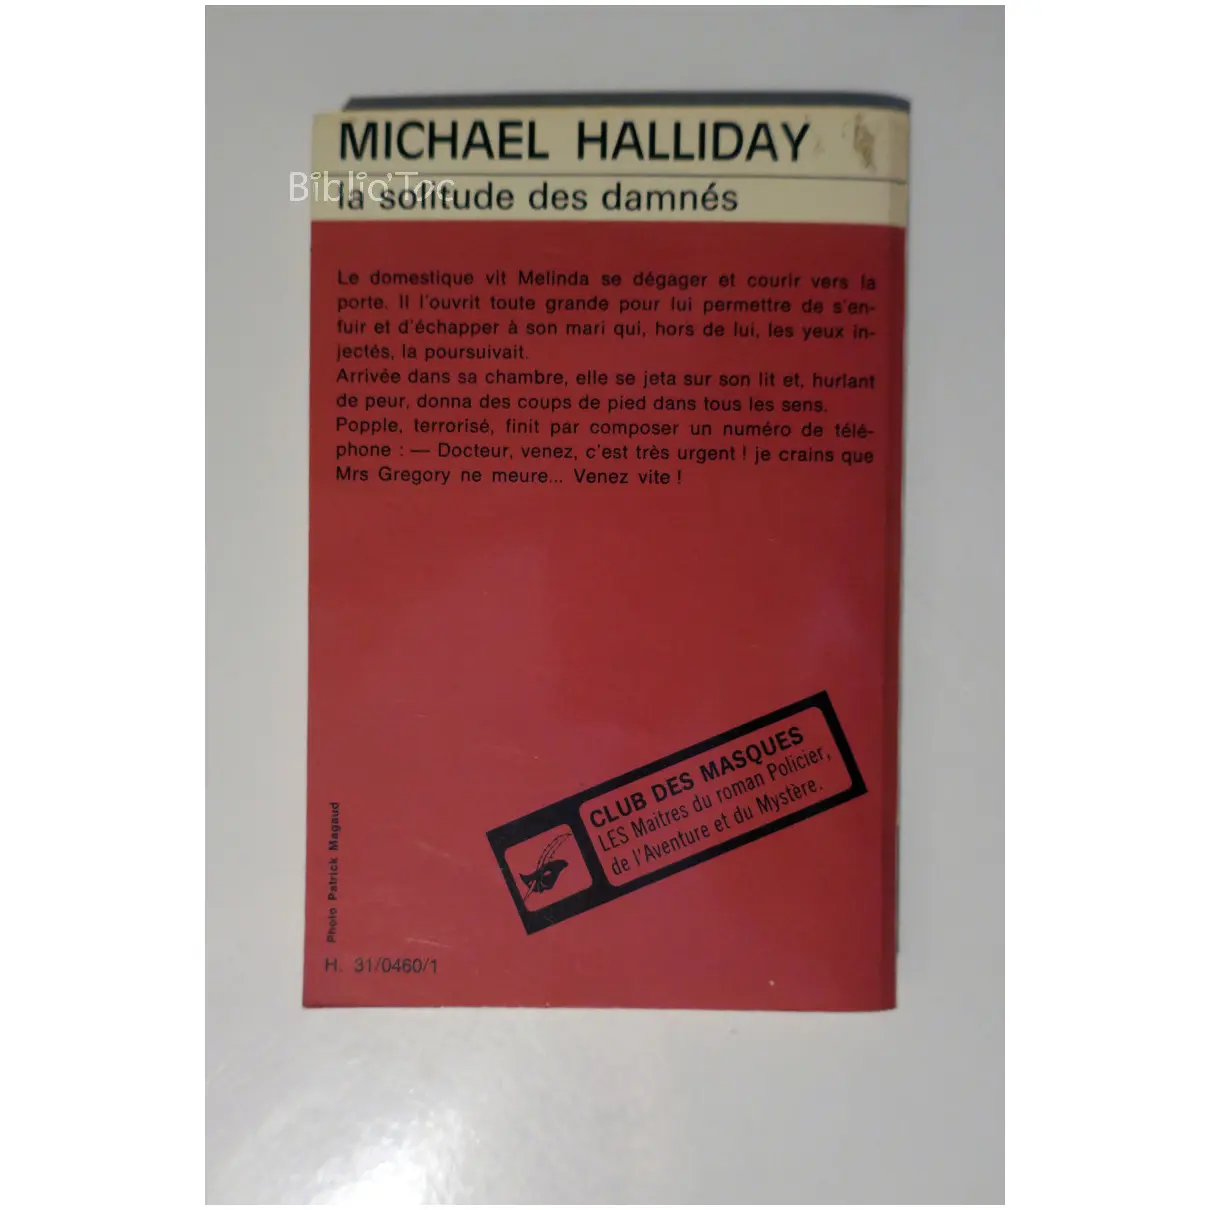 MICHAEL HALLIDAY
Biblio'Toc
la solitude des damnés
Le domestique vit Melinda se dégager et courir vers la
porte. Il l'ouvrit toute grande pour lui permettre de s'en-
fuir et d'échapper à son mari qui, hors de lui, les yeux in-
jectés, la poursuivait.
Arrivée dans sa chambre, elle se jeta sur son lit et, hurlant
de peur, donna des coups de pied dans tous les sens.
Popple, terrorisé, finit par composer un numéro de télé-
phone : — Docteur, venez, c'est très urgent ! je crains que
Mrs Gregory ne meure... Venez vite !
CLUB DES MASQUES
LES Maîtres du roman Policier,
de l'Aventure et du Mystère.
Photo Patrick Magaud
H. 31/0460/1